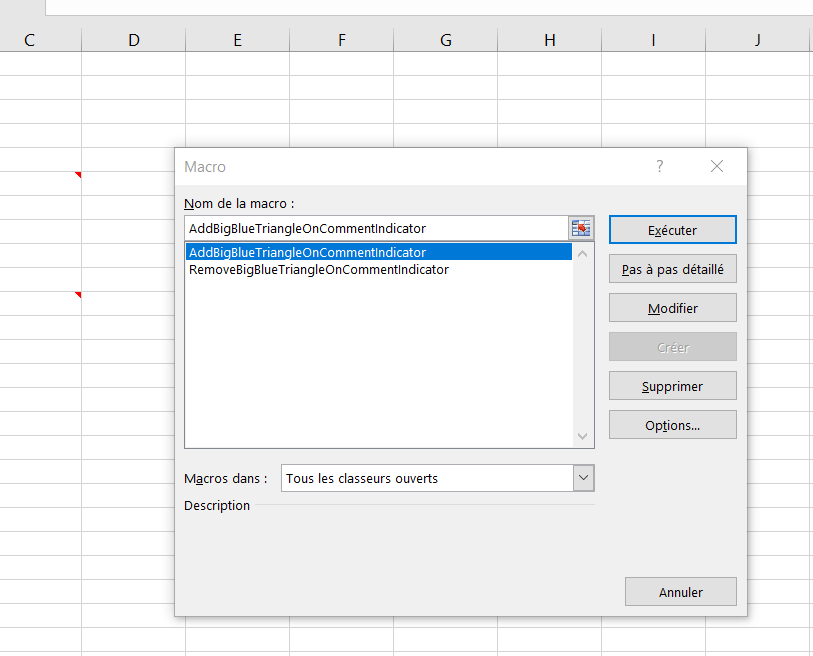 C D E F G H I J
Macro ?
Nom de la macro :
AddBigBlueTriangleOnCommentIndicator
AddBigBlueTriangleOnCommentIndicator
RemoveBigBlueTriangleOnCommentIndicator
Exécuter
Pas à pas détaillé
Modifier
Créer
Supprimer
Options...
Macros dans : Tous les classeurs ouverts
Description
Annuler